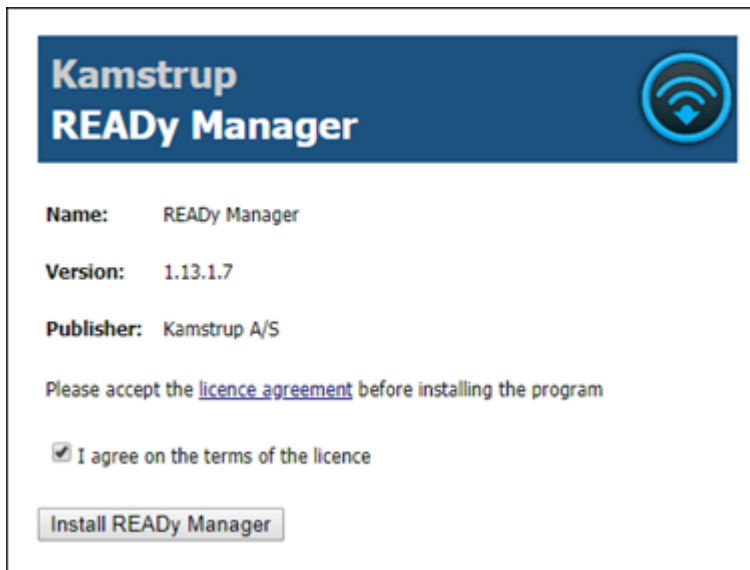 Kamstrup
READy Manager
Name: READy Manager
Version: 1.13.1.7
Publisher: Kamstrup A/S
Please accept the licence agreement before installing the program
I agree on the terms of the licence
Install READy Manager